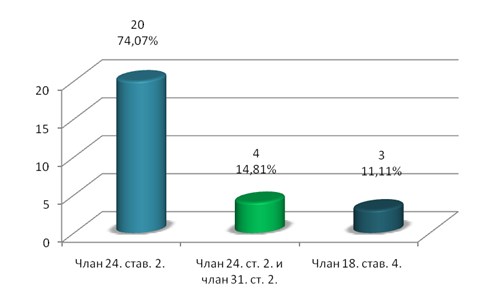 20
74,07%
4
14,81%
3
11,11%
20
15
10
5
0
Члан 24. став. 2.
Члан 24. ст. 2. и
члан 31. ст. 2.
Члан 18. став. 4.